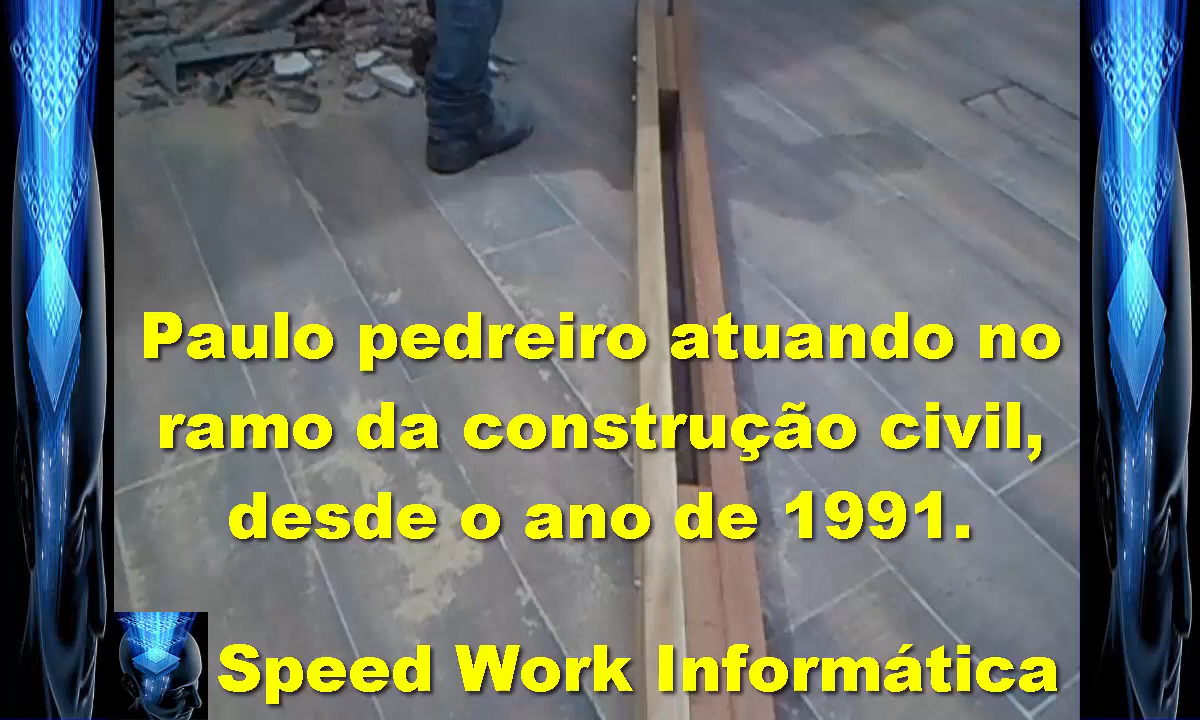 Paulo pedreiro atuando no
ramo da construção civil,
desde o ano de 1991.
Speed Work Informática